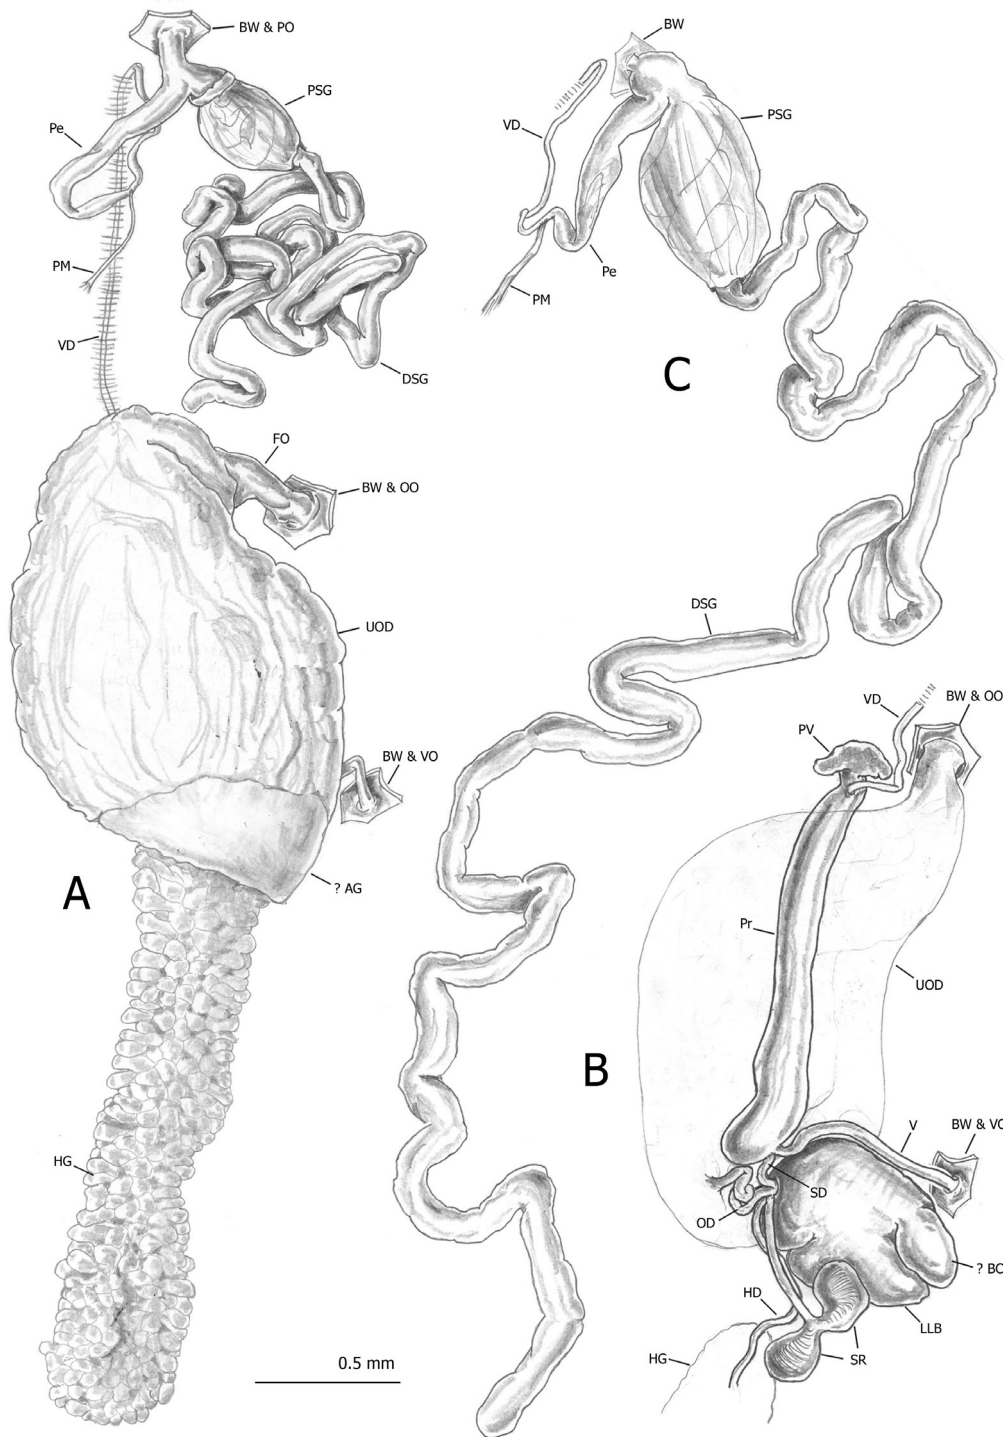 BW & PO
PSG
Pe
PM
VD
DSG
FO
BW & OO
UOD
BW & VO
? AG
A
HG
0.5 mm
BW
PSG
VD
Pe
PM
C
DSG
VD
BW & OO
PV
Pr
UOD
B
V
BW & VO
SD
OD
? BC
HD
LLB
SR
HG